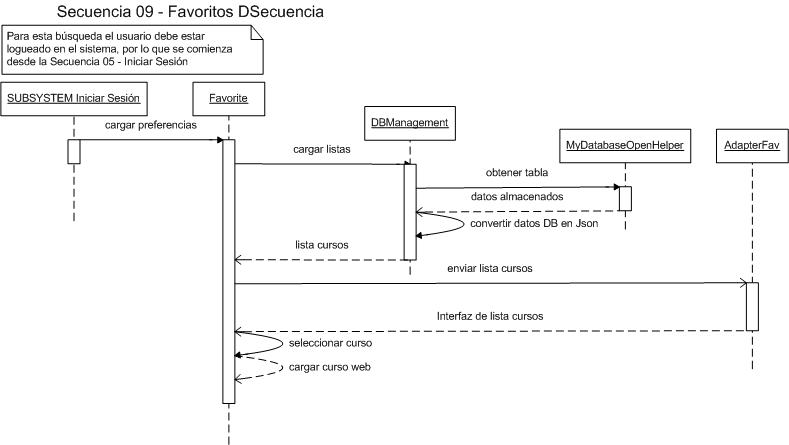 Secuencia 09 - Favoritos DSecuencia
Para esta búsqueda el usuario debe estar
logueado en el sistema, por lo que se comienza
desde la Secuencia 05 - Iniciar Sesión
SUBSYSTEM Iniciar Sesión
Favorite
DBManagement
MyDatabaseOpenHelper
AdapterFav
cargar preferencias
cargar listas
obtener tabla
datos almacenados
convertir datos DB en Json
lista cursos
enviar lista cursos
Interfaz de lista cursos
seleccionar curso
cargar curso web